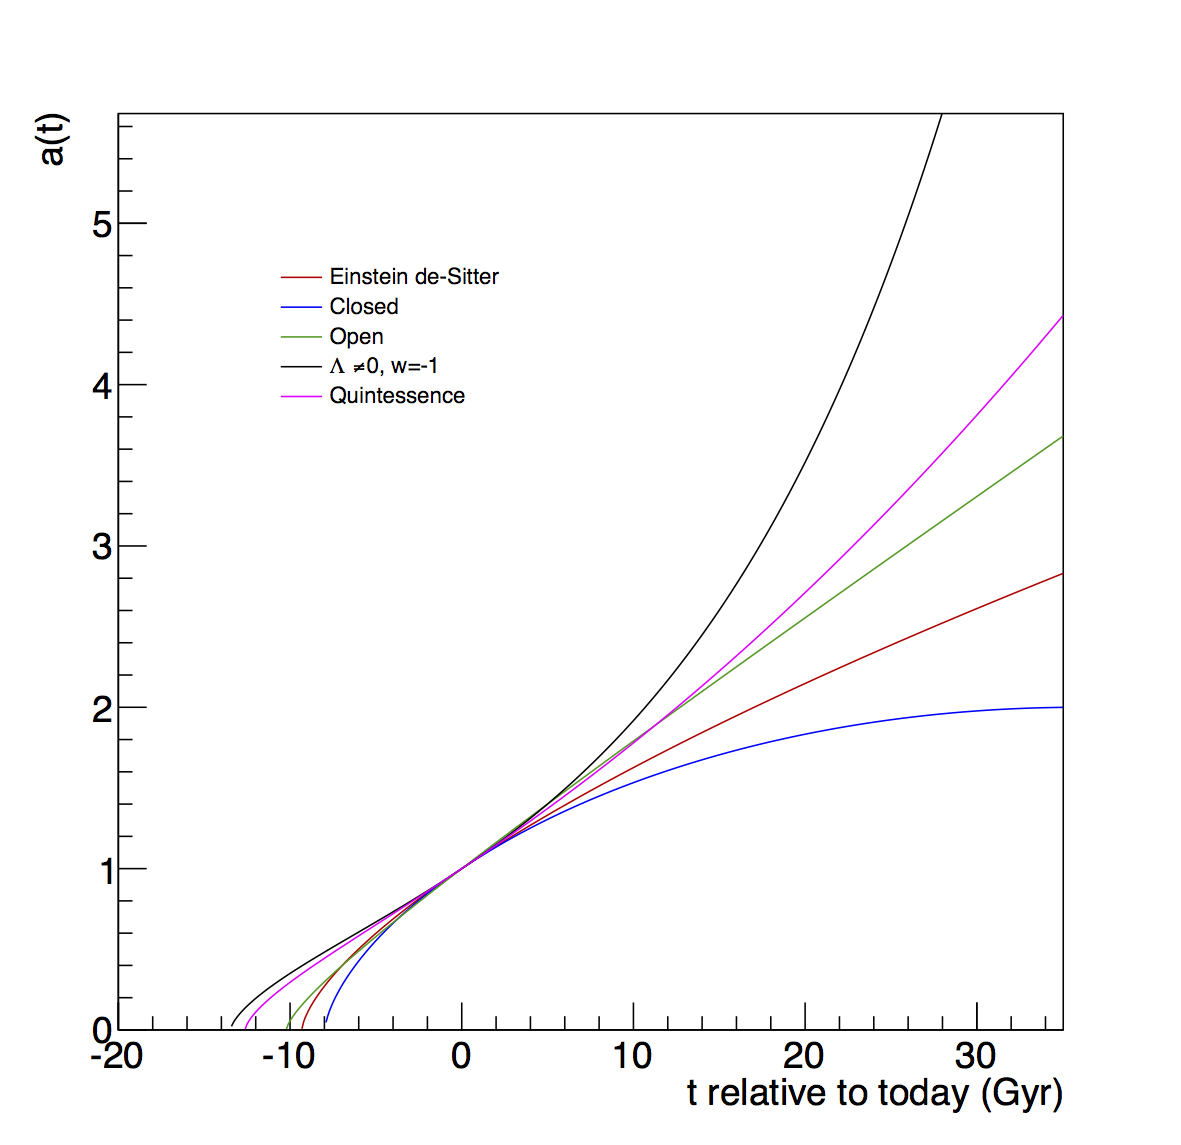 a(t)
5
4
3
2
1
0
Einstein de-Sitter
Closed
Open
Λ ≠0, w=-1
Quintessence
-20 -10 0 10 20 30
t relative to today (Gyr)